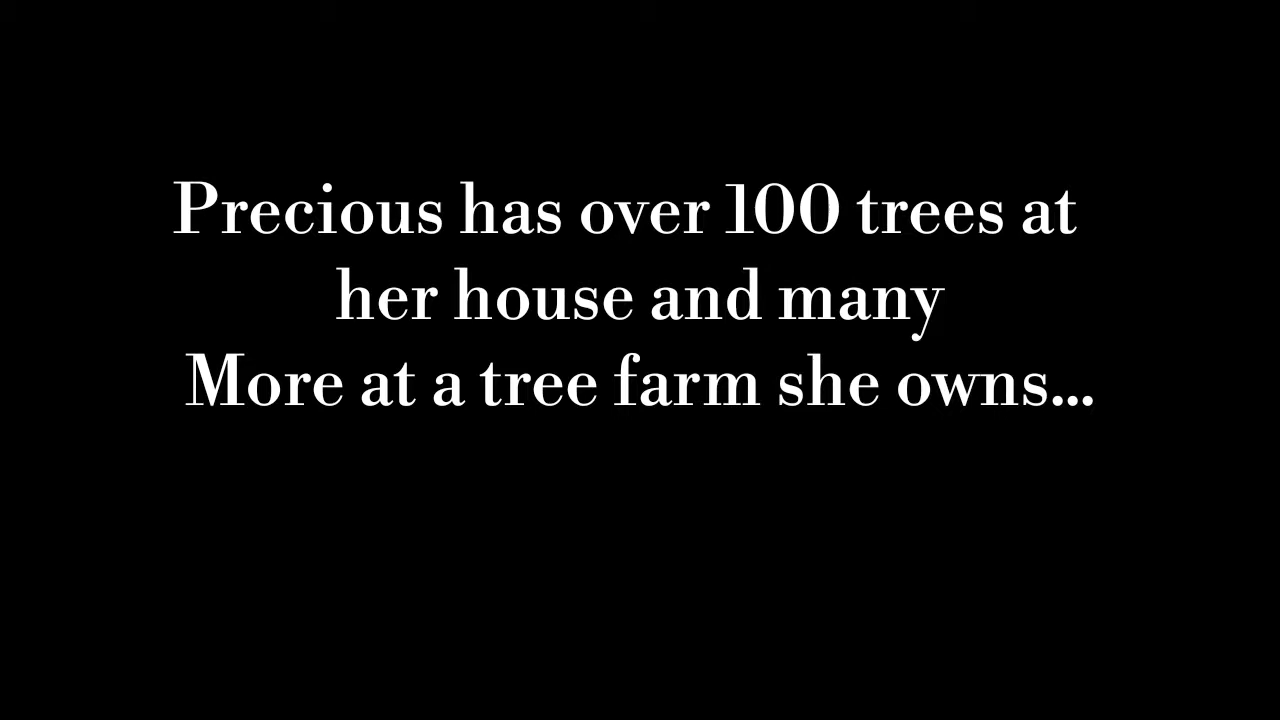 Precious has over 100 trees at
her house and many
More at a tree farm she owns...